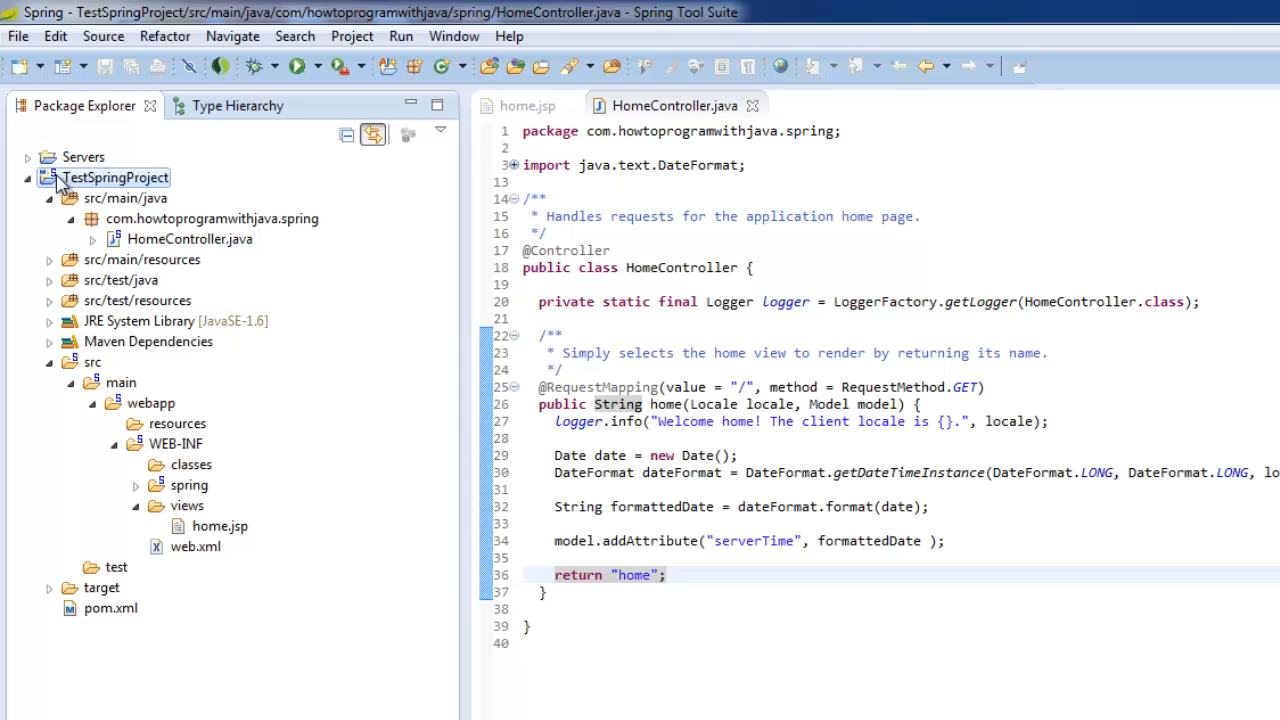 Spring - TestSpringProject/src/main/java/com/howtoprogramwithjava/spring/HomeController.java - Spring Tool Suite
File Edit Source Refactor Navigate Search Project Run Window Help
Package Explorer Type Hierarchy
Servers
TestSpringProject
src/main/java
com.howtoprogramwithjava.spring
HomeController.java
src/main/resources
src/test/java
src/test/resources
JRE System Library [JavaSE-1.6]
Maven Dependencies
src
main
webapp
resources
WEB-INF
classes
spring
views
home.jsp
web.xml
test
target
pom.xml
home.jsp HomeController.java
1 package com.howtoprogramwithjava.spring;
2
3 import java.text.DateFormat;
13
14 /**
15 * Handles requests for the application home page.
16 */
17 @Controller
18 public class HomeController {
19
20 private static final Logger logger = LoggerFactory.getLogger(HomeController.class);
21
22 /**
23 * Simply selects the home view to render by returning its name.
24 */
25 @RequestMapping(value = "/", method = RequestMethod.GET)
26 public String home(Locale locale, Model model) {
27 logger.info("Welcome home! The client locale is {}.", locale);
28
29 Date date = new Date();
30 DateFormat dateFormat = DateFormat.getDateTimeInstance(DateFormat.LONG, DateFormat.LONG, lo
31
32 String formattedDate = dateFormat.format(date);
33
34 model.addAttribute("serverTime", formattedDate );
35
36 return "home";
37 }
38
39 }
40